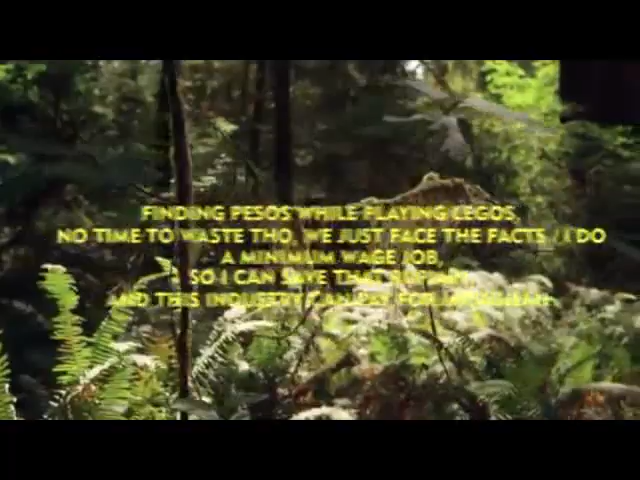 FINDING PESOS WHILE PLAYING LEGOS,
NO TIME TO WASTE THO, WE JUST FACE THE FACTS / I DO
A MINIMUM WAGE JOB,
SO I CAN SAVE THAT
AND THIS INDUSTRY CAN PAY FOR